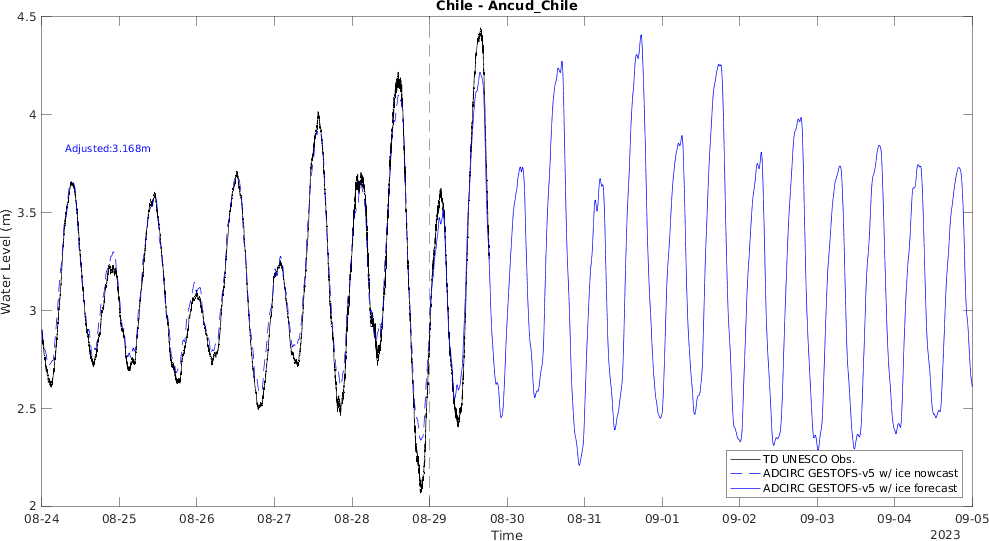 Chile - Ancud_Chile
4.5
4
3.5
3
2.5
2
Water Level (m)
Adjusted:3.168m
TD UNESCO Obs.
ADCIRC GESTOFS-v5 w/ ice nowcast
ADCIRC GESTOFS-v5 w/ ice forecast
08-24 08-25 08-26 08-27 08-28 08-29 08-30 08-31 09-01 09-02 09-03 09-04 09-05
Time
2023